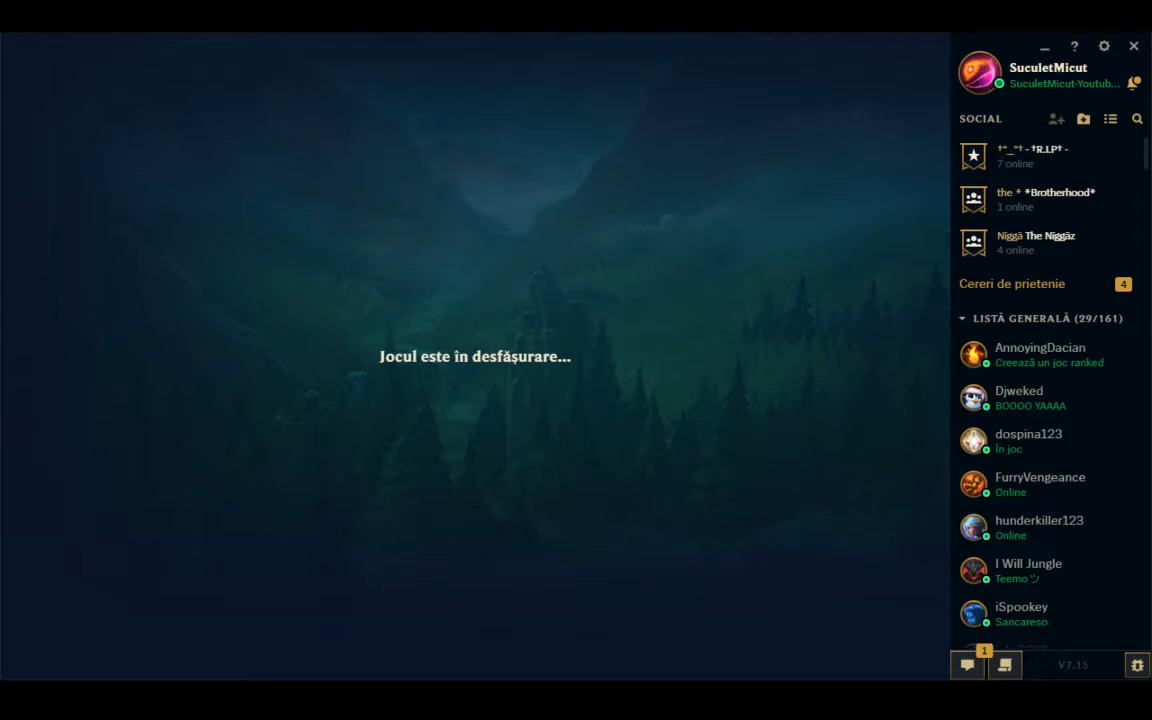 SuculetMicut
SuculetMicut-Youtub...
SOCIAL
†*_*† - †R.I.P† -
7 online
the * *Brotherhood*
1 online
Nïggâ The Nïggâz
4 online
Cereri de prietenie
4
LISTĂ GENERALĂ (29/161)
AnnoyingDacian
Creează un joc ranked
Djweked
BOOOO YAAAA
Jocul este în desfășurare...
dospina123
În joc
FurryVengeance
Online
hunderkiller123
Online
I Will Jungle
Teemo ツ
iSpookey
Sancareso
1
V7.15